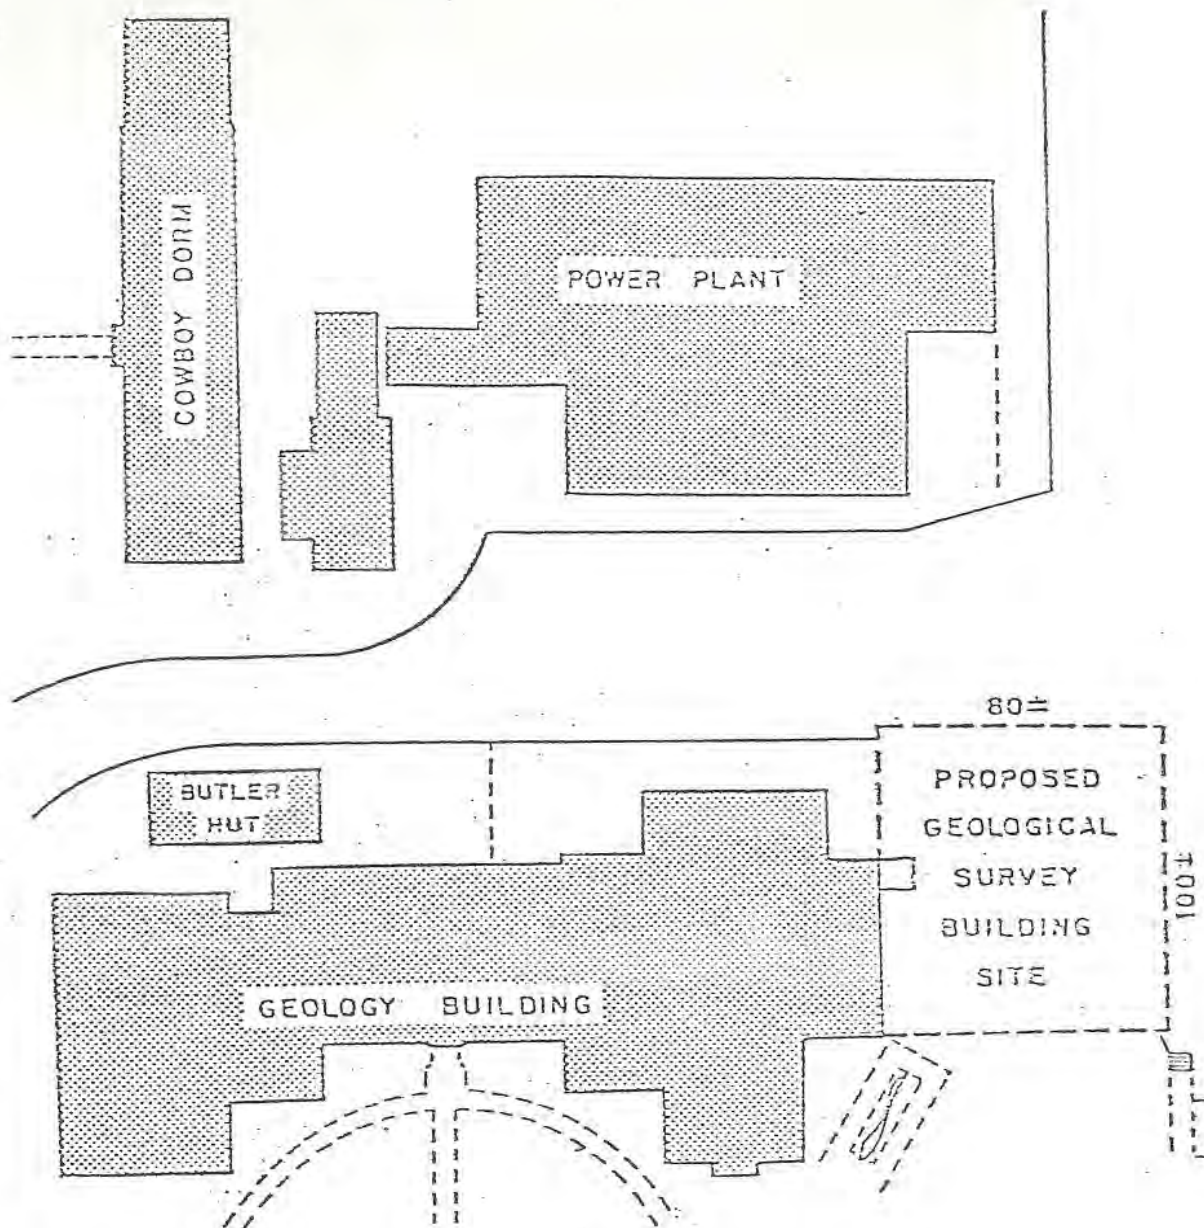 COWBOY DORM
POWER PLANT
80±
BUTLER
HUT
PROPOSED
GEOLOGICAL
SURVEY
BUILDING
SITE
100±
GEOLOGY BUILDING